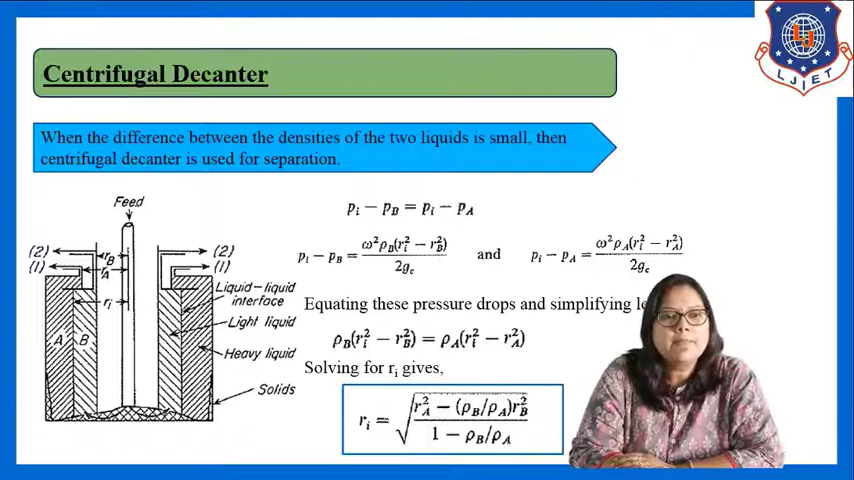 Centrifugal Decanter
LJIET
When the difference between the densities of the two liquids is small, then
centrifugal decanter is used for separation.
Feed
(2) r_B (2)
(1) r_A (1)
r_i
Liquid-liquid
interface
A B
Light liquid
Heavy liquid
Solids
p_i − p_B = p_i − p_A
p_i − p_B = ω²ρ_B(r_i² − r_B²) / 2g_c and p_i − p_A = ω²ρ_A(r_i² − r_A²) / 2g_c
Equating these pressure drops and simplifying
ρ_B(r_i² − r_B²) = ρ_A(r_i² − r_A²)
Solving for r_i gives,
r_i = √((r_A² − (ρ_B/ρ_A)r_B²) / (1 − ρ_B/ρ_A))